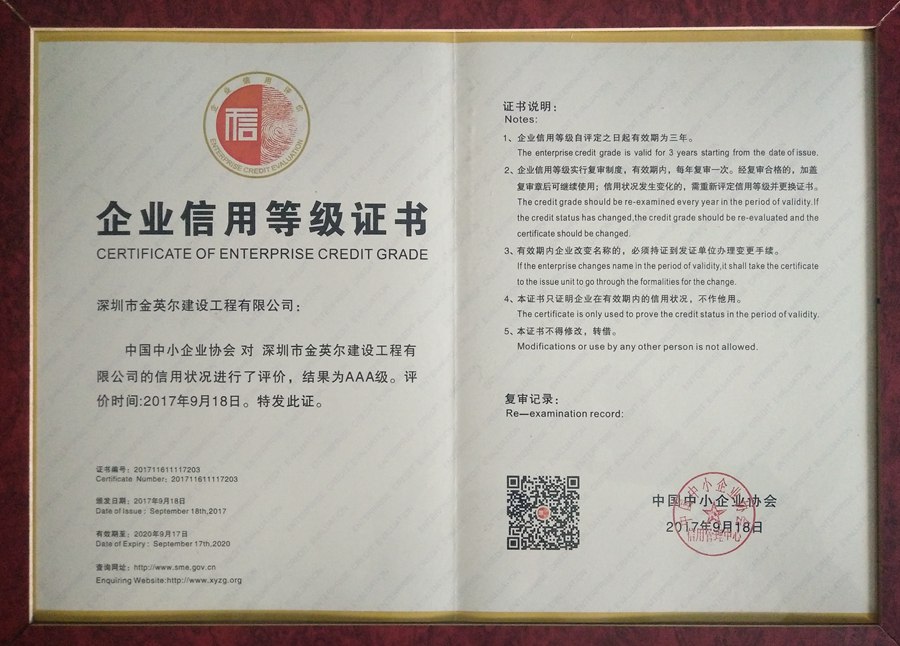 企业信用评价
信
ENTERPRISE CREDIT EVALUATION
企业信用等级证书
CERTIFICATE OF ENTERPRISE CREDIT GRADE
深圳市金英尔建设工程有限公司：
中国中小企业协会 对 深圳市金英尔建设工程有
限公司的信用状况进行了评价，结果为AAA级。评
价时间:2017年9月18日。特发此证。
证书编号：201711611117203
Certificate Number: 201711611117203
颁发日期：2017年9月18日
Date of Issue: September 18th,2017
有效期至：2020年9月17日
Date of Expiry: September 17th,2020
查询网址：http://www.sme.gov.cn
Enquiring Website:http://www.xyzg.org
证书说明：
Notes:
1、企业信用等级自评定之日起有效期为三年。
The enterprise credit grade is valid for 3 years starting from the date of issue.
2、企业信用等级实行复审制度，有效期内，每年复审一次。经复审合格的，加盖
复审章后可继续使用；信用状况发生变化的，需重新评定信用等级并更换证书。
The credit grade should be re-examined every year in the period of validity. If
the credit status has changed,the credit grade should be re-evaluated and the
certificate should be changed.
3、有效期内企业改变名称的，必须持证到发证单位办理变更手续。
If the enterprise changes name in the period of validity,it shall take the certificate
to the issue unit to go through the formalities for the change.
4、本证书只证明企业在有效期内的信用状况，不作他用。
The certificate is only used to prove the credit status in the period of validity.
5、本证书不得修改，转借。
Modifications or use by any other person is not allowed.
复审记录：
Re—examination record:
中国中小企业协会
2017年9月18日
中国中小企业协会
信用管理中心